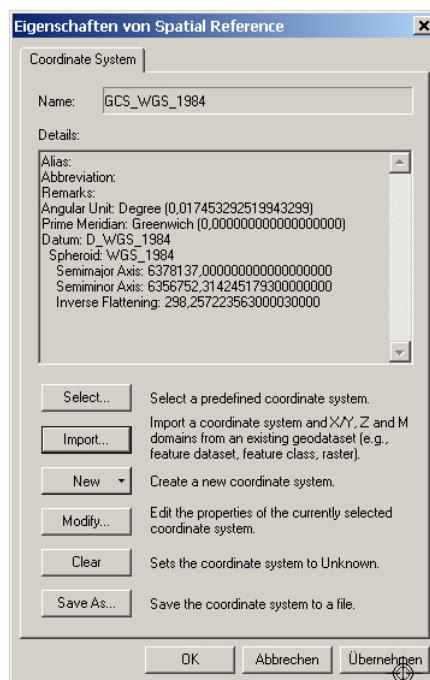 Eigenschaften von Spatial Reference
Coordinate System
Name: GCS_WGS_1984
Details:
Alias:
Abbreviation:
Remarks:
Angular Unit: Degree (0,017453292519943299)
Prime Meridian: Greenwich (0,000000000000000000)
Datum: D_WGS_1984
Spheroid: WGS_1984
Semimajor Axis: 6378137,000000000000000000
Semiminor Axis: 6356752,314245179300000000
Inverse Flattening: 298,257223563000030000
Select... Select a predefined coordinate system.
Import... Import a coordinate system and X/Y, Z and M
domains from an existing geodataset (e.g.,
feature dataset, feature class, raster).
New Create a new coordinate system.
Modify... Edit the properties of the currently selected
coordinate system.
Clear Sets the coordinate system to Unknown.
Save As... Save the coordinate system to a file.
OK Abbrechen Übernehmen